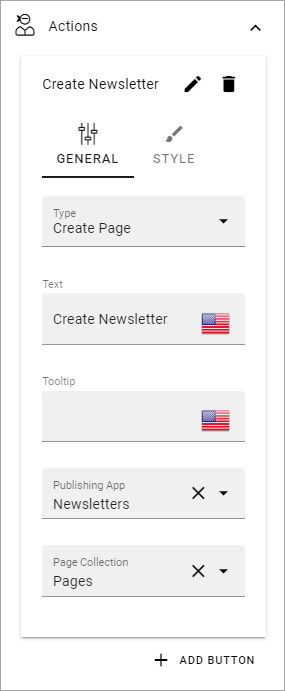 Actions
Create Newsletter
GENERAL STYLE
Type
Create Page
Text
Create Newsletter
Tooltip
Publishing App
Newsletters
Page Collection
Pages
ADD BUTTON